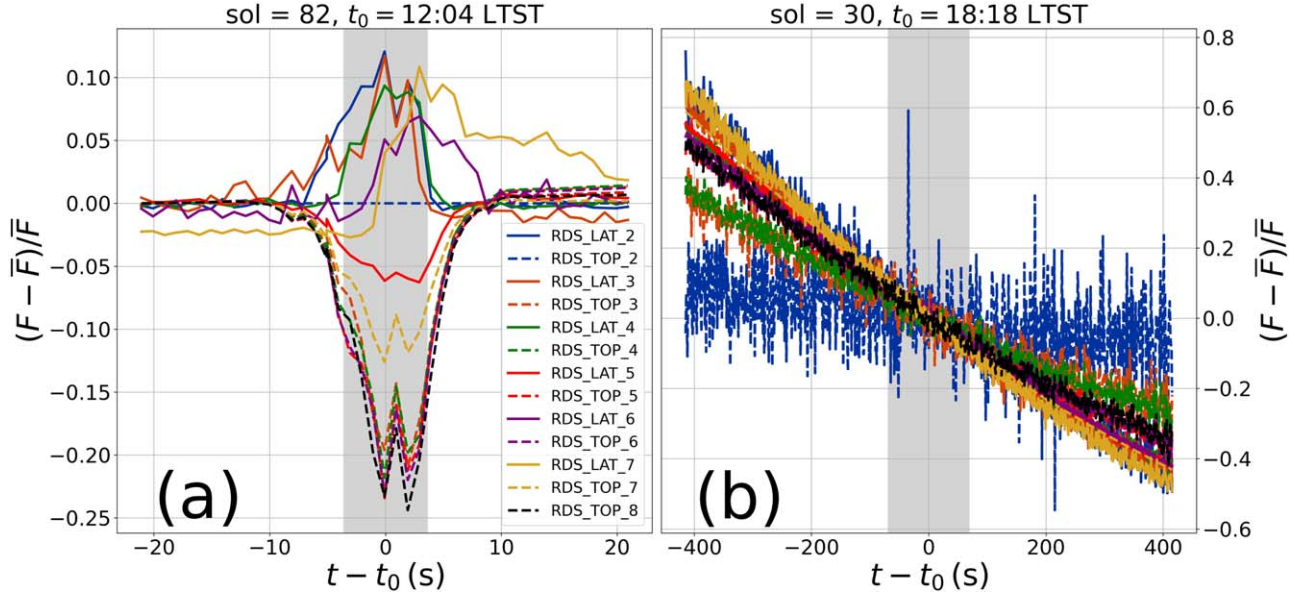 sol = 82, t₀ = 12:04 LTST
0.10
0.05
0.00
−0.05
−0.10
−0.15
−0.20
−0.25
(F − F̅)/F̅
RDS_LAT_2
RDS_TOP_2
RDS_LAT_3
RDS_TOP_3
RDS_LAT_4
RDS_TOP_4
RDS_LAT_5
RDS_TOP_5
RDS_LAT_6
RDS_TOP_6
RDS_LAT_7
RDS_TOP_7
RDS_TOP_8
(a)
−20 −10 0 10 20
t − t₀ (s)
sol = 30, t₀ = 18:18 LTST
0.8
0.6
0.4
0.2
0.0
−0.2
−0.4
−0.6
(F − F̅)/F̅
(b)
−400 −200 0 200 400
t − t₀ (s)